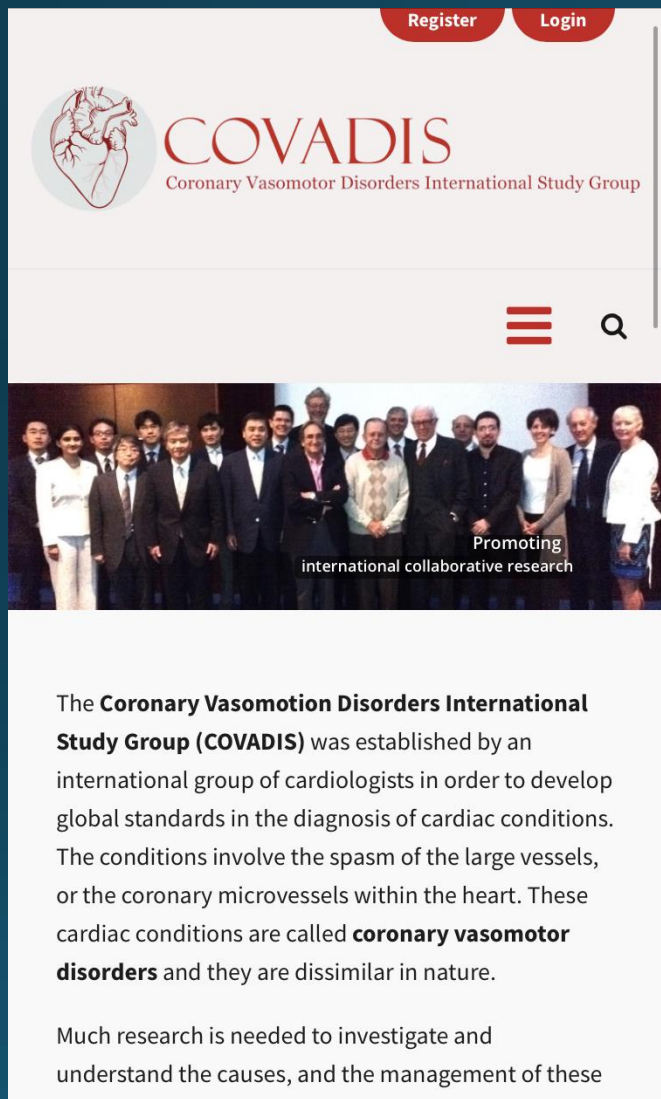 Register Login
COVADIS
Coronary Vasomotor Disorders International Study Group
Promoting
international collaborative research
The Coronary Vasomotion Disorders International
Study Group (COVADIS) was established by an
international group of cardiologists in order to develop
global standards in the diagnosis of cardiac conditions.
The conditions involve the spasm of the large vessels,
or the coronary microvessels within the heart. These
cardiac conditions are called coronary vasomotor
disorders and they are dissimilar in nature.
Much research is needed to investigate and
understand the causes, and the management of these